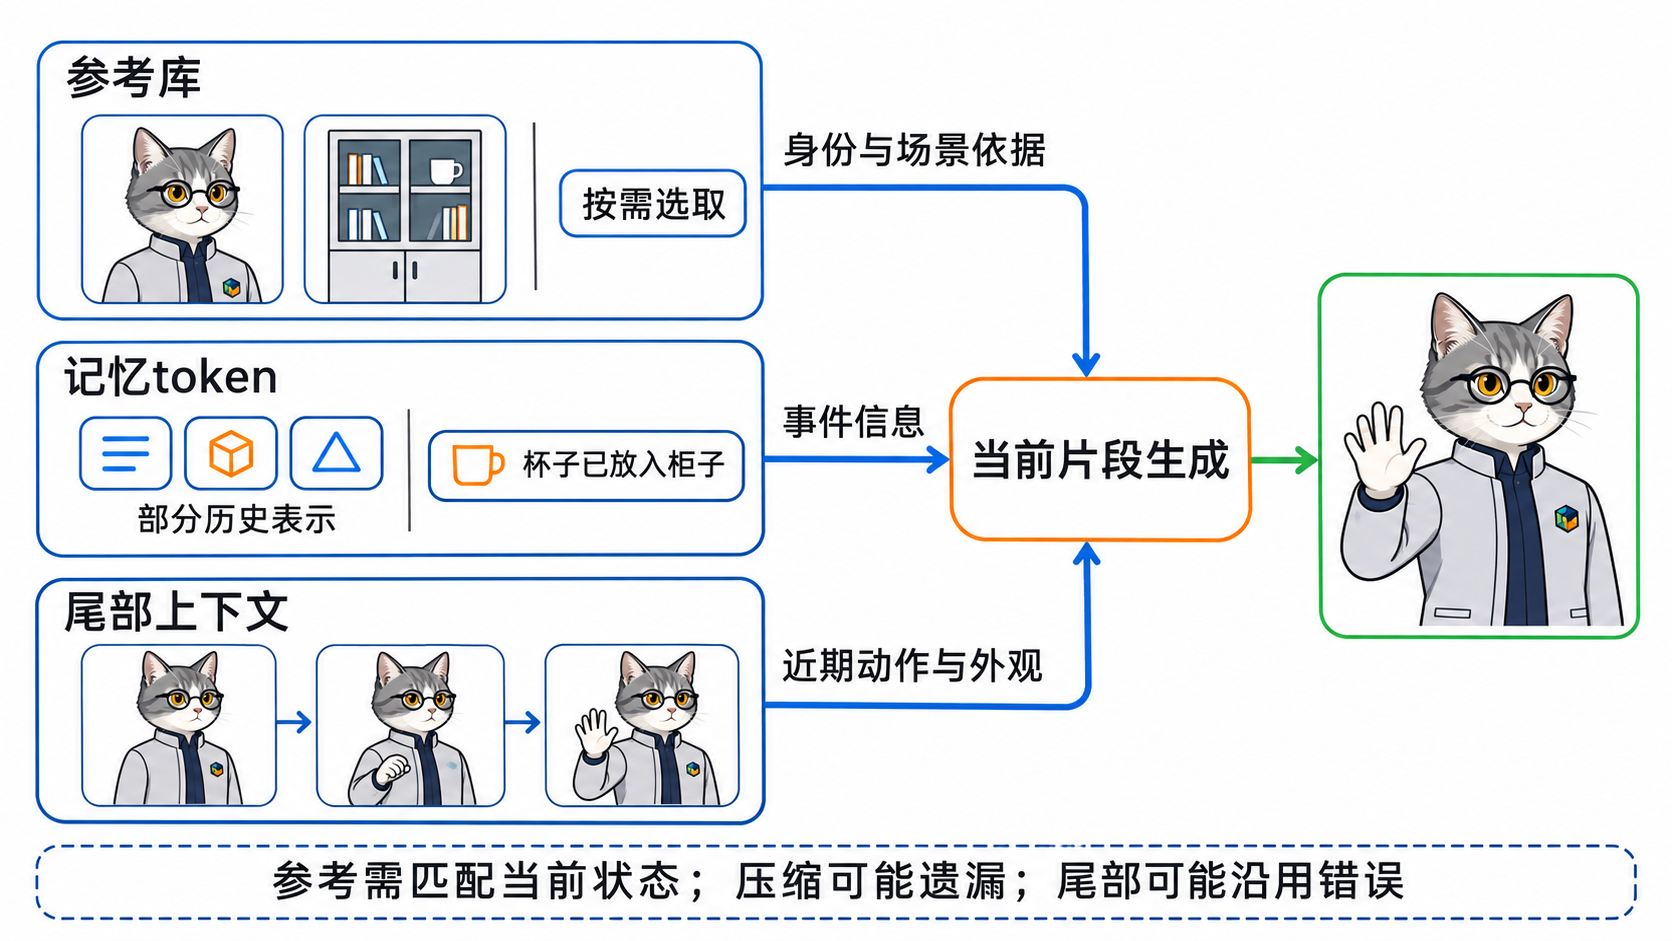 参考库
按需选取
身份与场景依据
记忆token
部分历史表示
杯子已放入柜子
事件信息
当前片段生成
尾部上下文
近期动作与外观
参考需匹配当前状态；压缩可能遗漏；尾部可能沿用错误